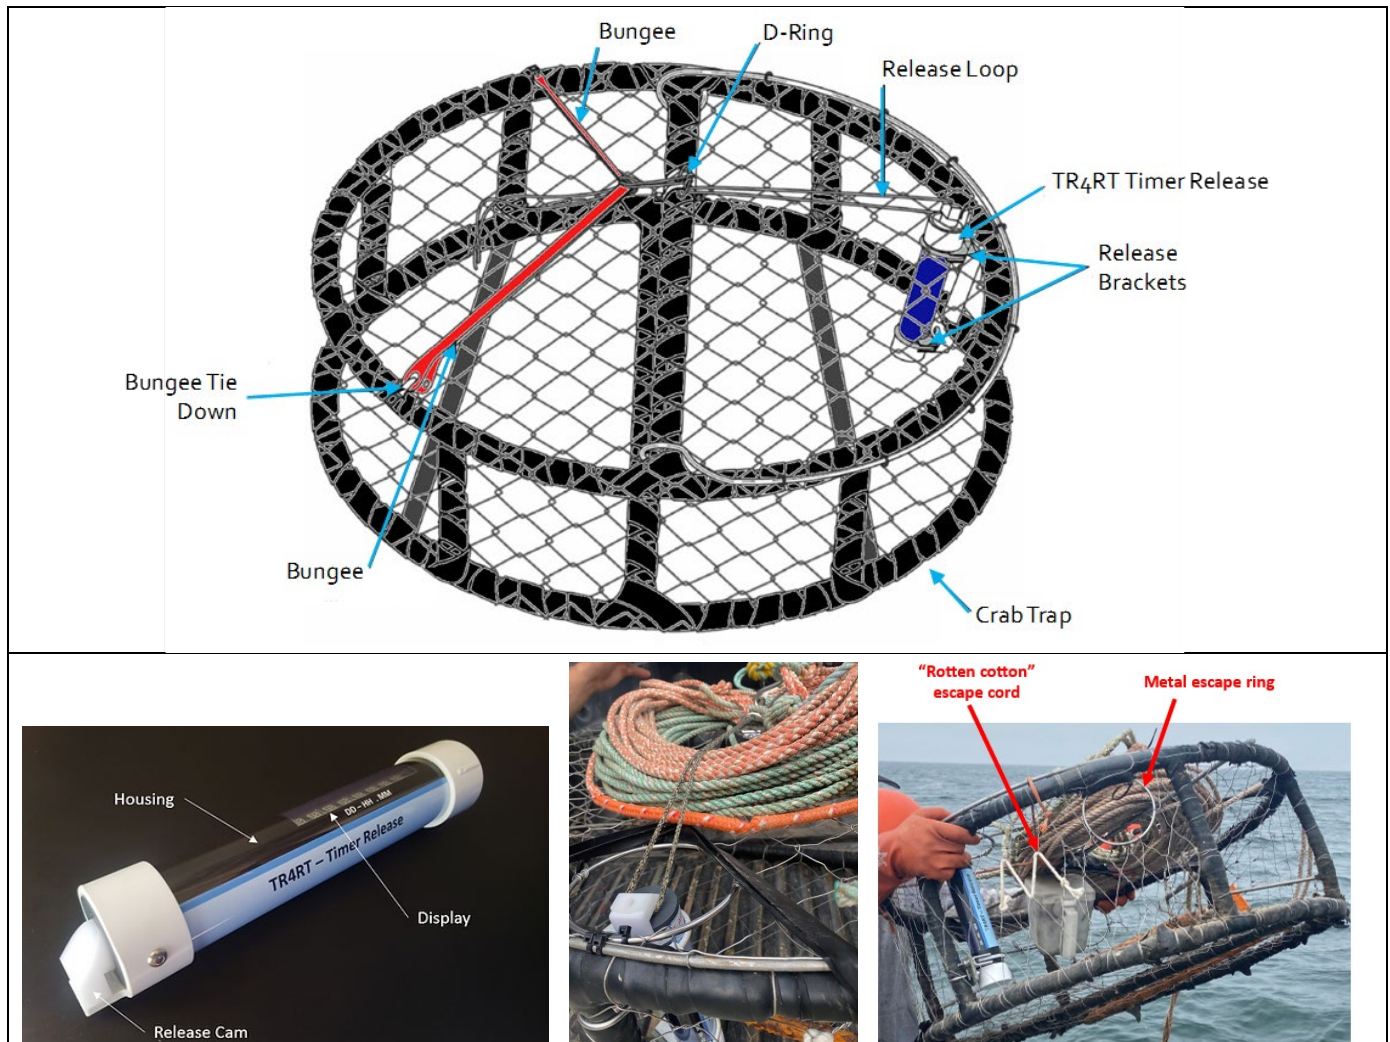 Bungee
D-Ring
Release Loop
TR4RT Timer Release
Release
Brackets
Bungee Tie
Down
Bungee
Crab Trap
"Rotten cotton"
escape cord
Metal escape ring
Housing
DD – HH . MM
TR4RT – Timer Release
Display
Release Cam